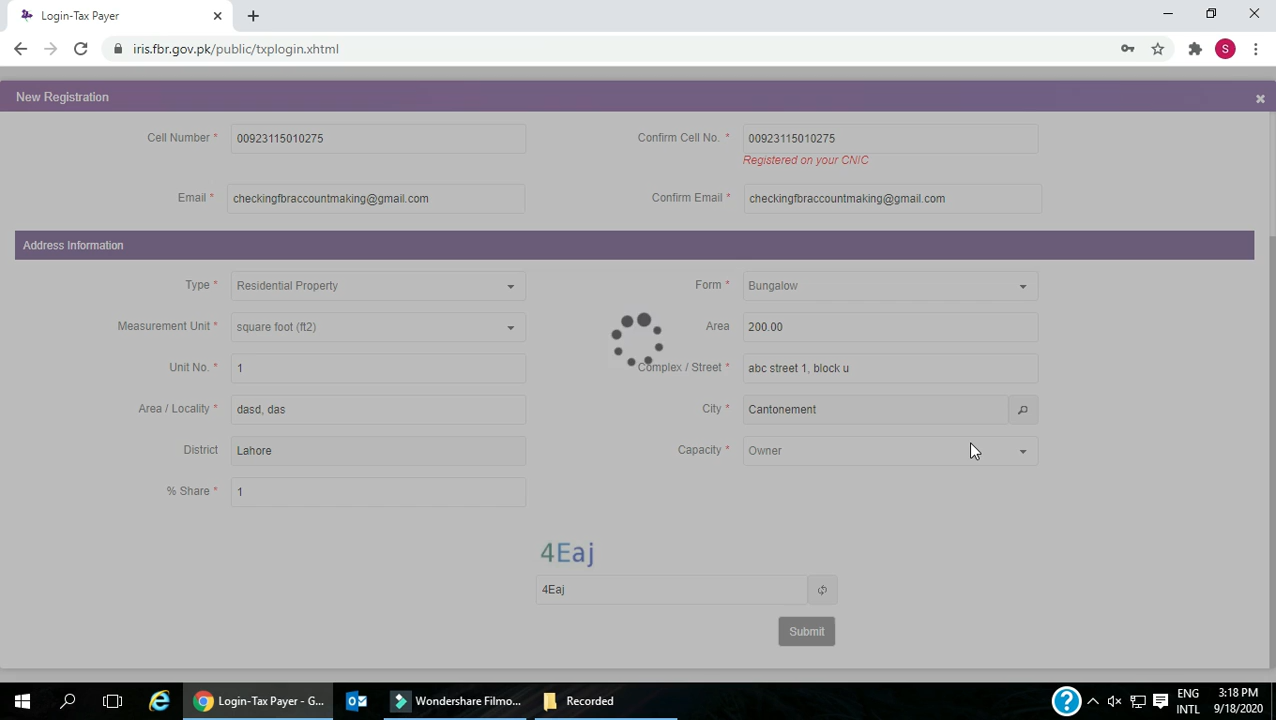 Login-Tax Payer
iris.fbr.gov.pk/public/txplogin.xhtml
S
New Registration
Cell Number * 00923115010275 Confirm Cell No. * 00923115010275
Registered on your CNIC
Email * checkingfbraccountmaking@gmail.com Confirm Email * checkingfbraccountmaking@gmail.com
Address Information
Type * Residential Property Form * Bungalow
Measurement Unit * square foot (ft2) Area 200.00
Unit No. * 1 Complex / Street * abc street 1, block u
Area / Locality * dasd, das City * Cantonement
District Lahore Capacity * Owner
% Share * 1
4Eaj
4Eaj
Submit
Login-Tax Payer - G... Wondershare Filmo... Recorded
ENG
INTL
3:18 PM
9/18/2020